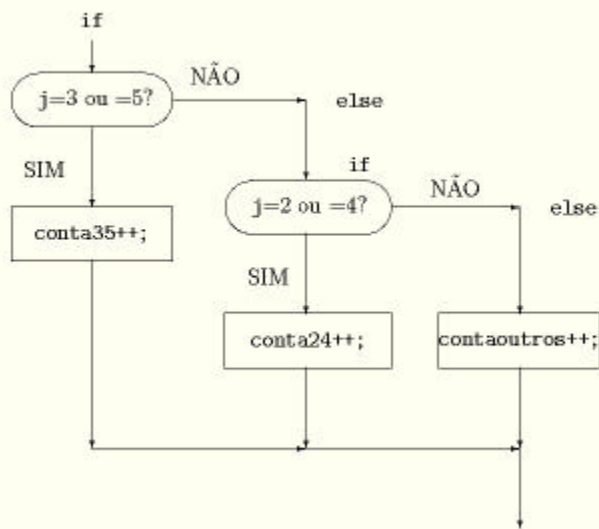 if
j=3 ou =5?
NÃO
else
SIM
if
j=2 ou =4?
NÃO
else
conta35++;
SIM
conta24++;
contaoutros++;